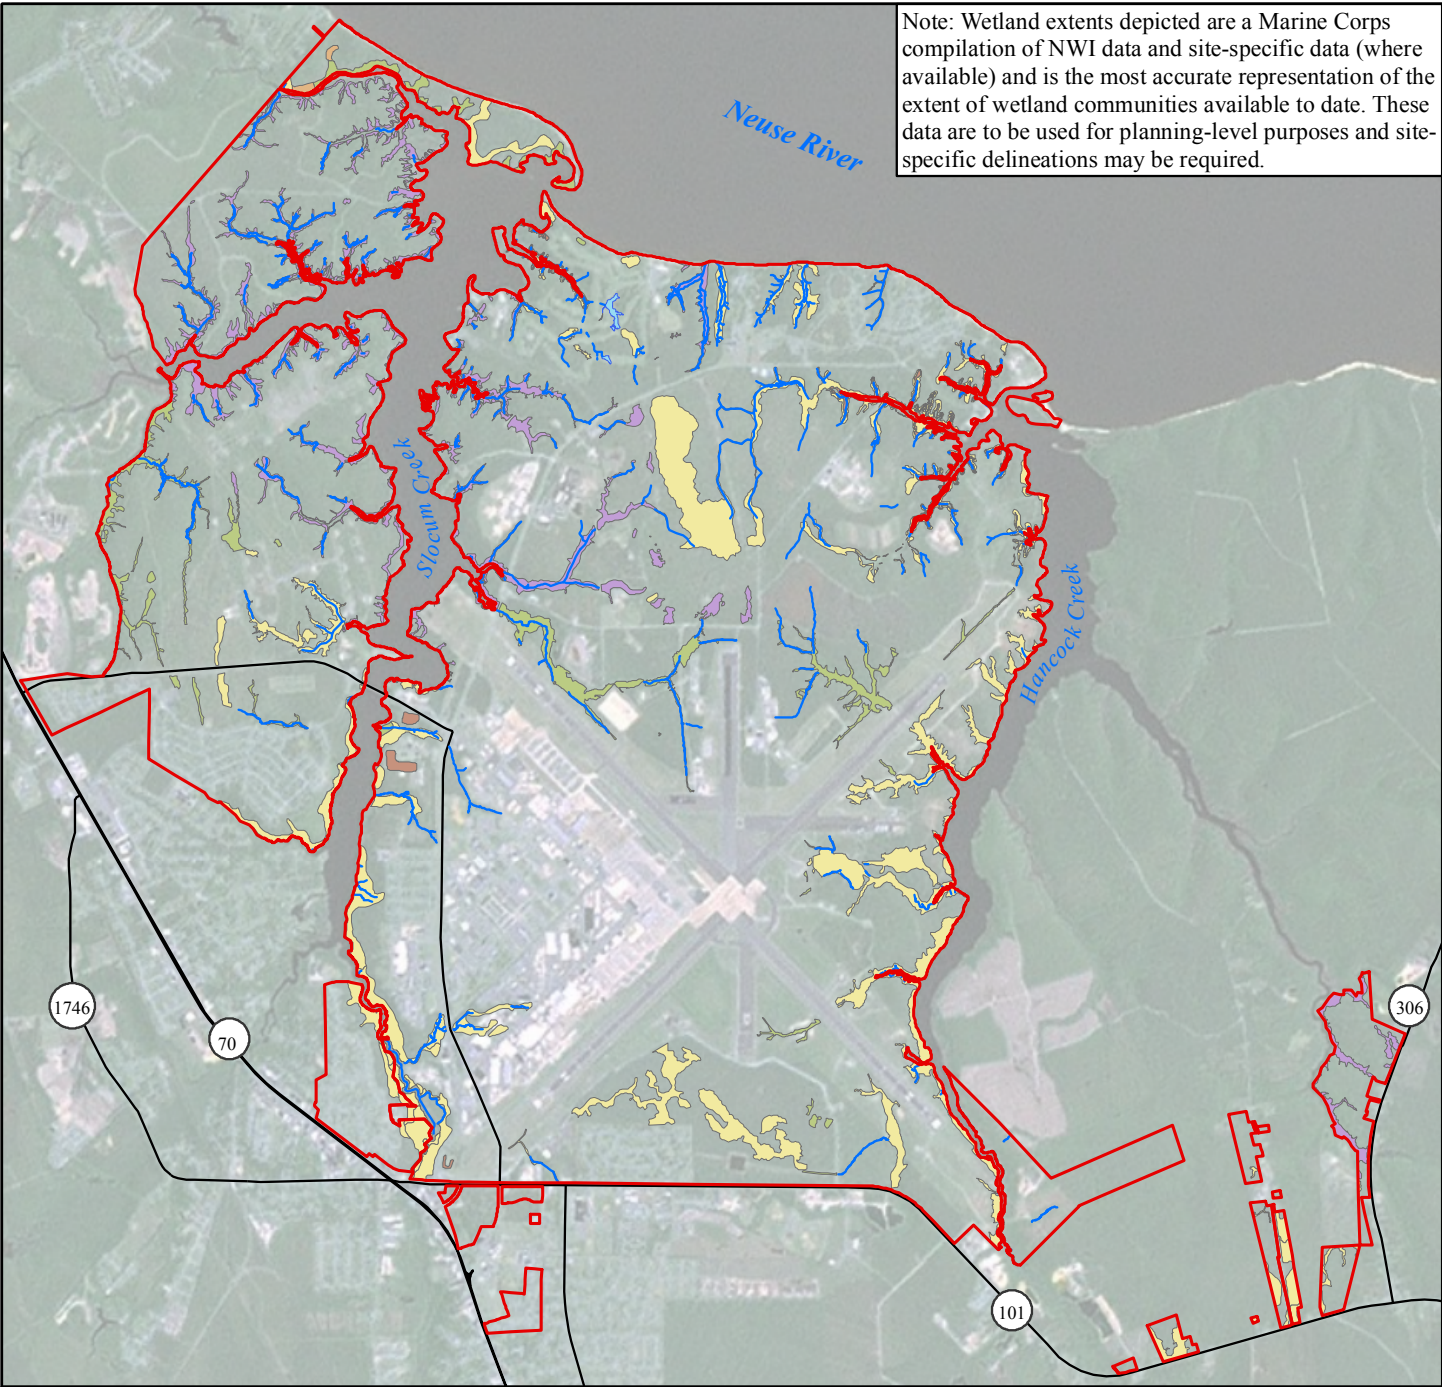 Note: Wetland extents depicted are a Marine Corps
compilation of NWI data and site-specific data (where
available) and is the most accurate representation of the
extent of wetland communities available to date. These
data are to be used for planning-level purposes and site-
specific delineations may be required.
Neuse River
Slocum Creek
Hancock Creek
1746
70
306
101